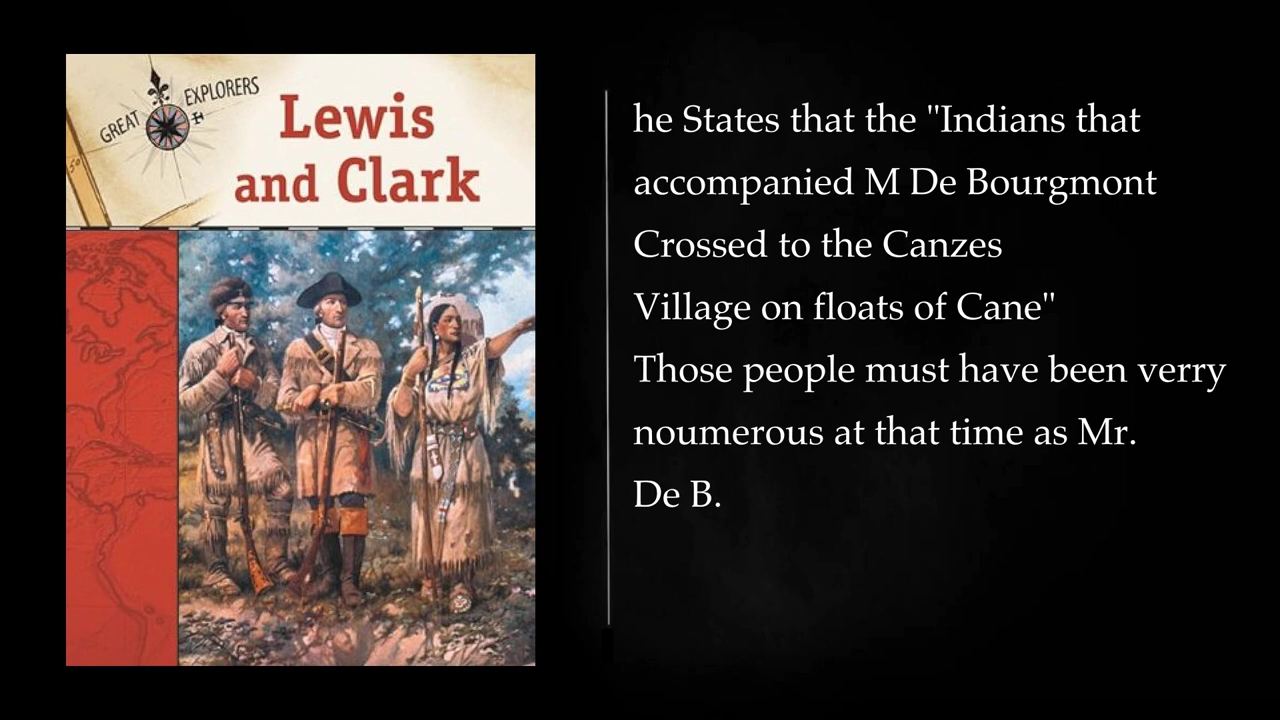 GREAT EXPLORERS
Lewis
and Clark
50
he States that the "Indians that
accompanied M De Bourgmont
Crossed to the Canzes
Village on floats of Cane"
Those people must have been verry
noumerous at that time as Mr.
De B.